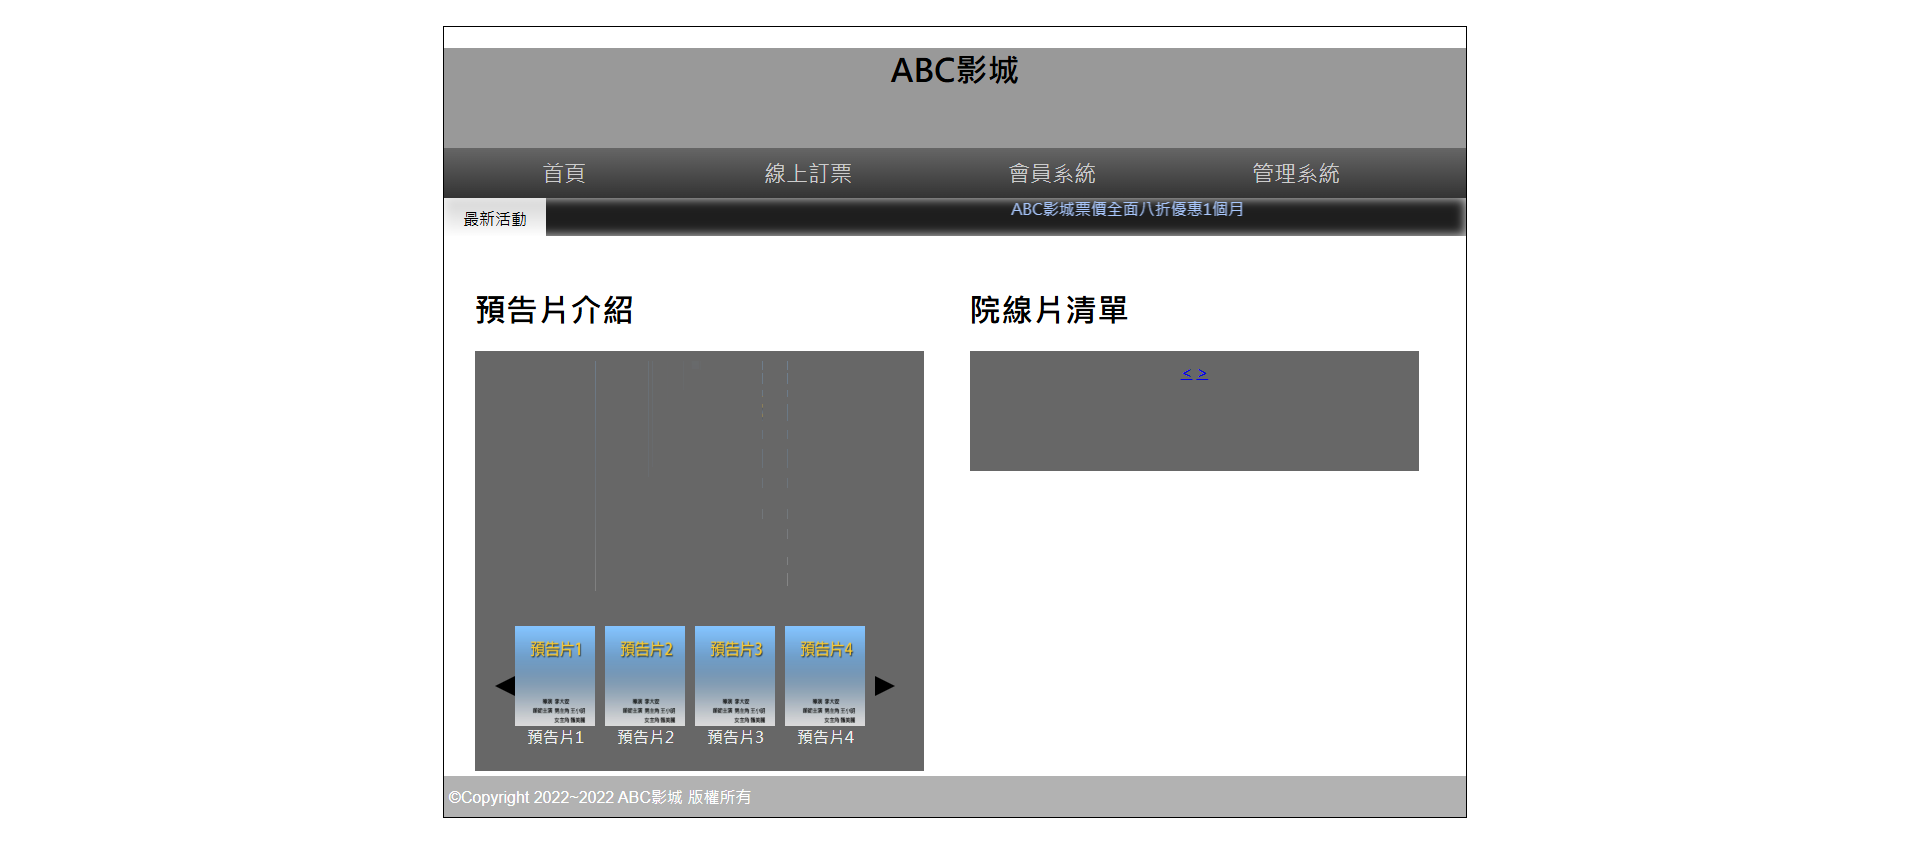 ABC影城
首頁 線上訂票 會員系統 管理系統
最新活動 ABC影城票價全面八折優惠1個月
預告片介紹 院線片清單
< >
預告片1 預告片2 預告片3 預告片4
預告片1 預告片2 預告片3 預告片4
©Copyright 2022~2022 ABC影城 版權所有